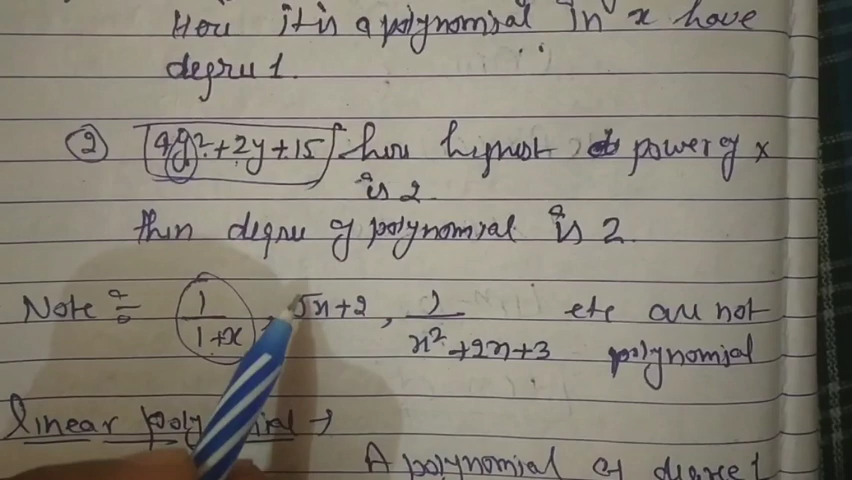 Here it is a polynomial in x have
degree 1.
② 4y² + 2y + 15 here highest power of x
is 2
then degree of polynomial is 2
Note :- 1/1+x , √x+2 , 1/x²+2x+3 etc are not
polynomial
linear polynomial →
A polynomial of degree 1